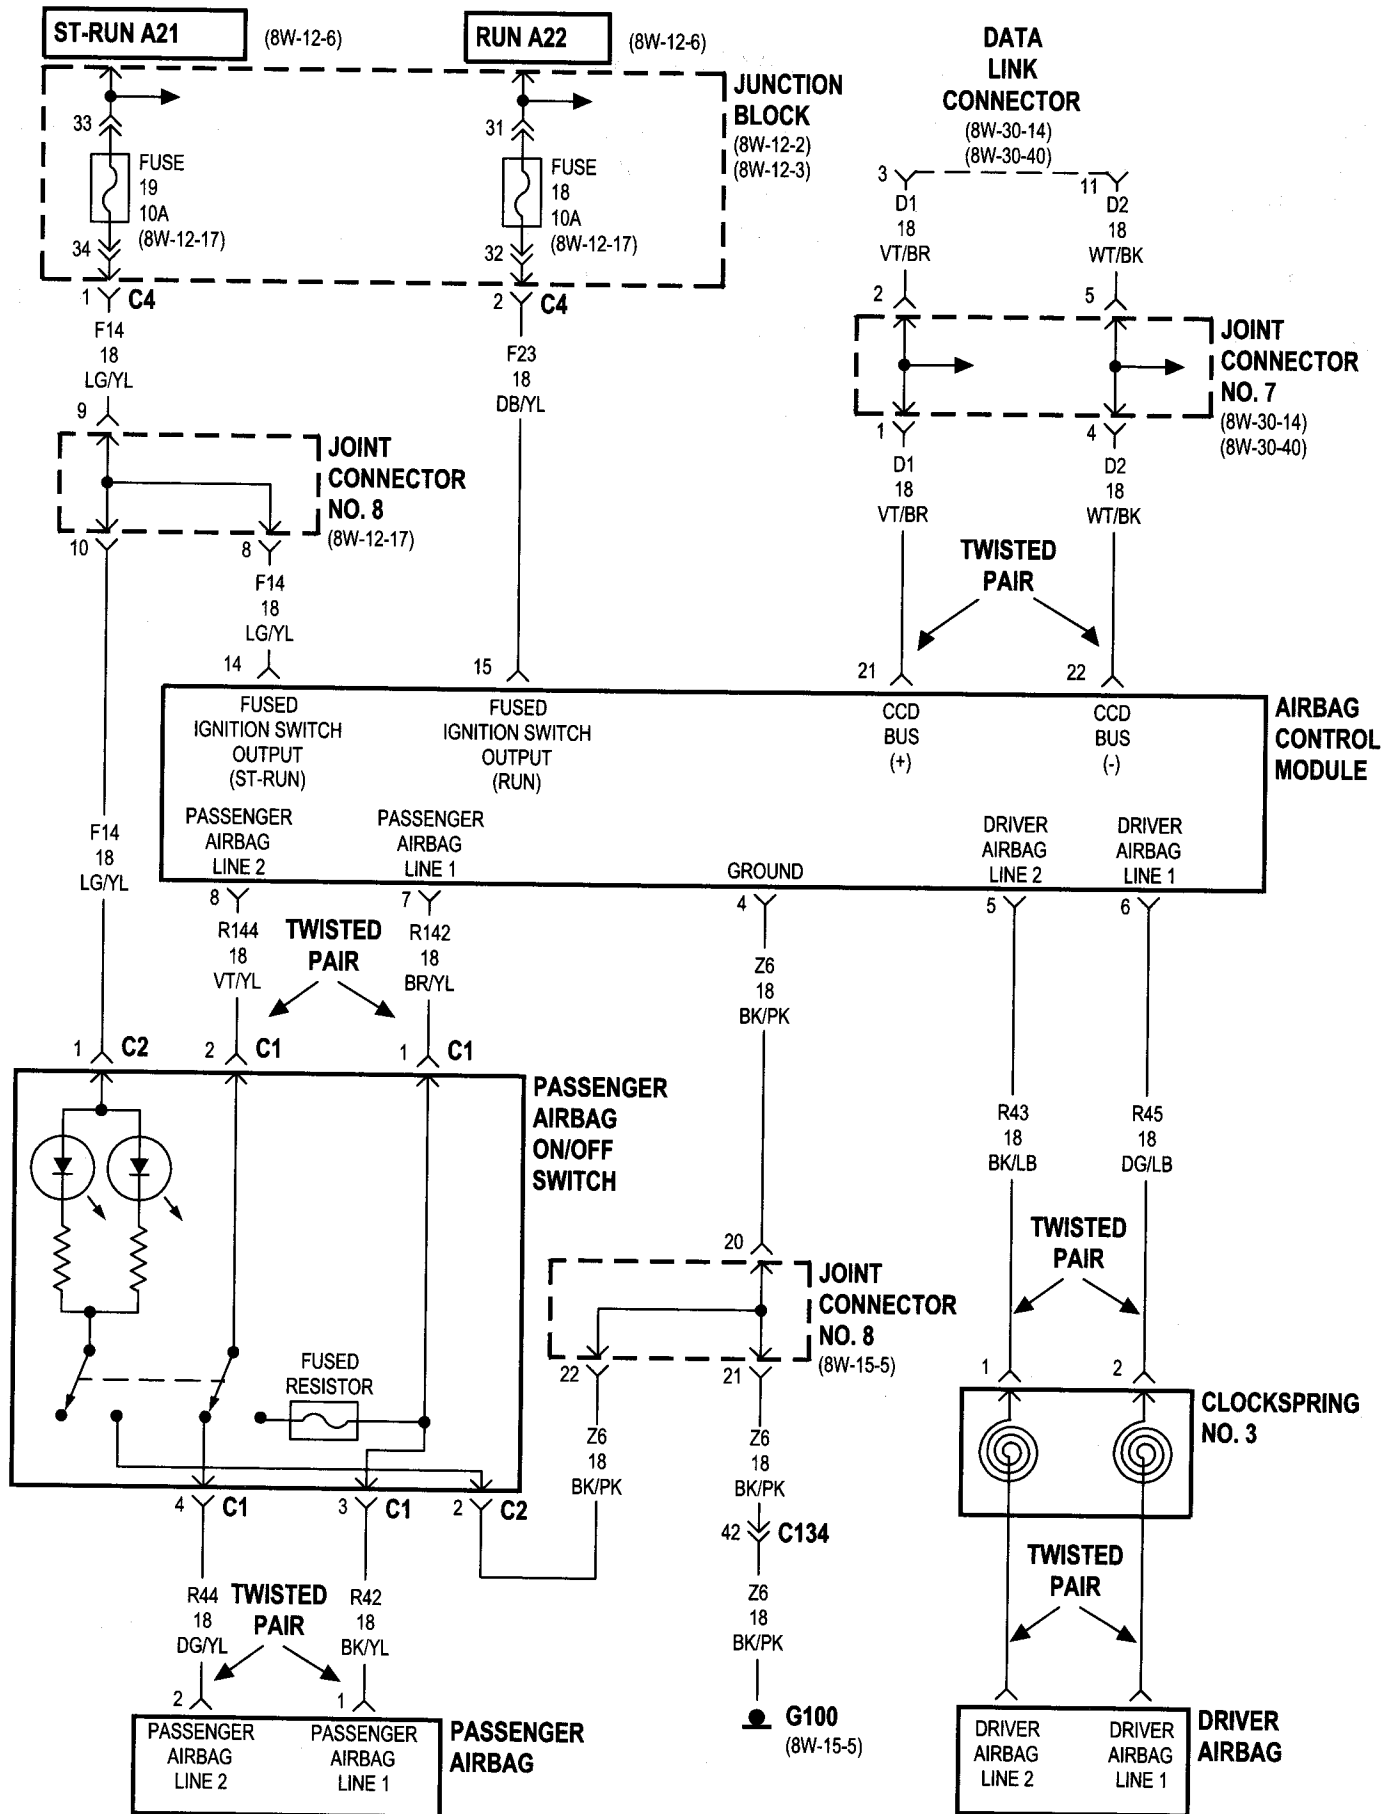 ST-RUN A21
(8W-12-6)
RUN A22
(8W-12-6)
DATA
LINK
CONNECTOR
(8W-30-14)
(8W-30-40)
JUNCTION
BLOCK
(8W-12-2)
(8W-12-3)
33
FUSE
19
10A
(8W-12-17)
34
31
FUSE
18
10A
(8W-12-17)
32
3
D1
18
VT/BR
2
11
D2
18
WT/BK
5
1
C4
F14
18
LG/YL
9
2
C4
F23
18
DB/YL
JOINT
CONNECTOR
NO. 7
(8W-30-14)
(8W-30-40)
1
D1
18
VT/BR
4
D2
18
WT/BK
JOINT
CONNECTOR
NO. 8
(8W-12-17)
10
8
F14
18
LG/YL
14
15
TWISTED
PAIR
21
22
FUSED
IGNITION SWITCH
OUTPUT
(ST-RUN)
FUSED
IGNITION SWITCH
OUTPUT
(RUN)
CCD
BUS
(+)
CCD
BUS
(-)
AIRBAG
CONTROL
MODULE
PASSENGER
AIRBAG
LINE 2
PASSENGER
AIRBAG
LINE 1
GROUND
DRIVER
AIRBAG
LINE 2
DRIVER
AIRBAG
LINE 1
F14
18
LG/YL
8
R144
18
VT/YL
TWISTED
PAIR
7
R142
18
BR/YL
4
Z6
18
BK/PK
5
6
1
C2
2
C1
1
C1
PASSENGER
AIRBAG
ON/OFF
SWITCH
R43
18
BK/LB
R45
18
DG/LB
TWISTED
PAIR
20
JOINT
CONNECTOR
NO. 8
(8W-15-5)
22
21
FUSED
RESISTOR
1
2
CLOCKSPRING
NO. 3
Z6
18
BK/PK
Z6
18
BK/PK
4
C1
3
C1
2
C2
42
C134
R44
18
DG/YL
TWISTED
PAIR
R42
18
BK/YL
Z6
18
BK/PK
TWISTED
PAIR
2
1
G100
(8W-15-5)
PASSENGER
AIRBAG
LINE 2
PASSENGER
AIRBAG
LINE 1
PASSENGER
AIRBAG
DRIVER
AIRBAG
LINE 2
DRIVER
AIRBAG
LINE 1
DRIVER
AIRBAG